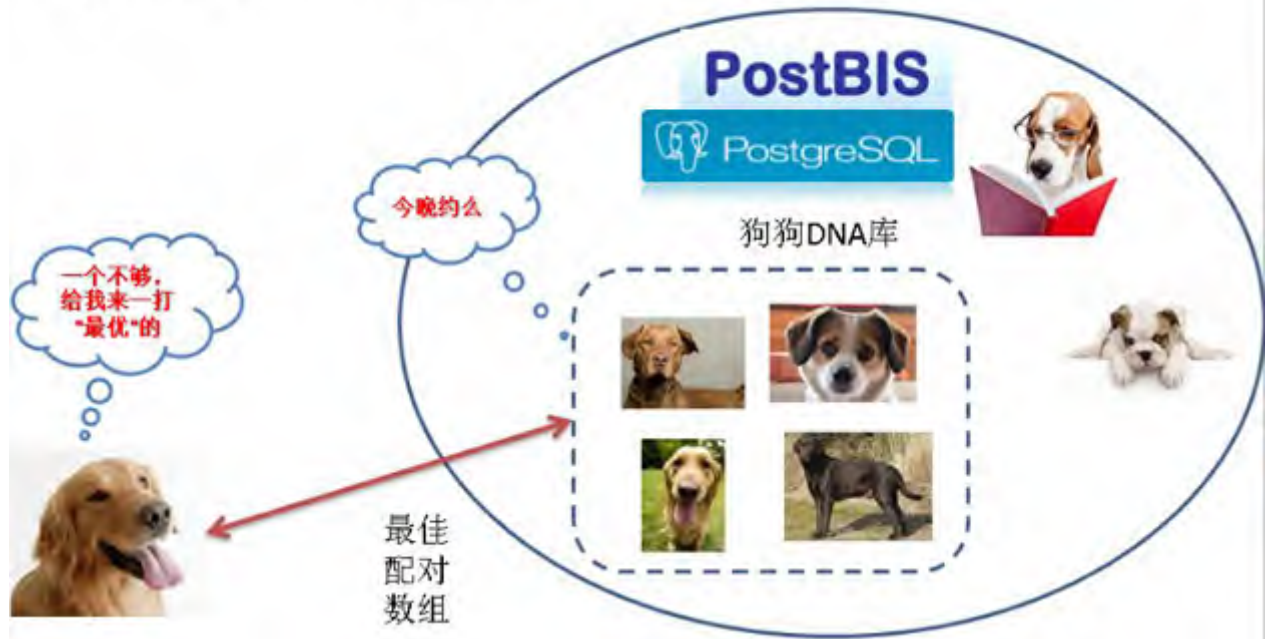 PostBIS
PostgreSQL
今晚约么
狗狗DNA库
一个不够，
给我来一打
"最优"的
最佳
配对
数组